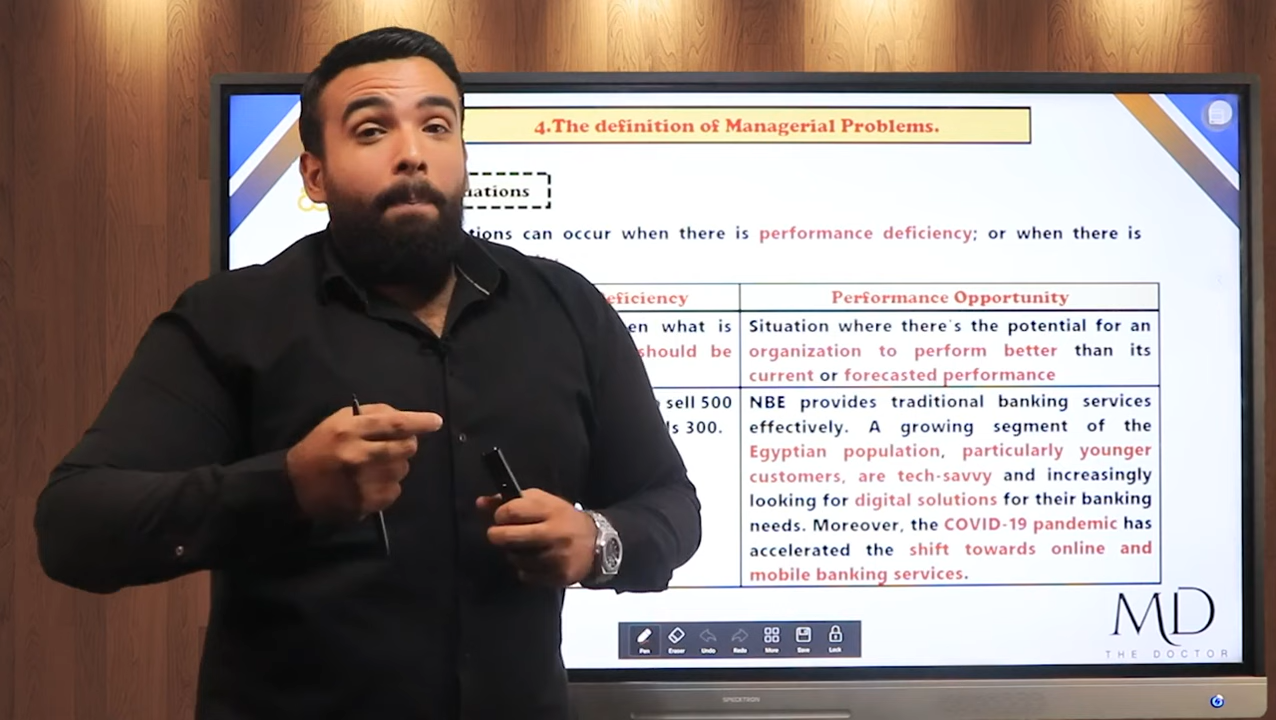 4.The definition of Managerial Problems.
can occur when there is performance deficiency; or when there is
Performance Opportunity
en what is
should be
sell 500
300.
Situation where there's the potential for an
organization to perform better than its
current or forecasted performance
NBE provides traditional banking services
effectively. A growing segment of the
Egyptian population, particularly younger
customers, are tech-savvy and increasingly
looking for digital solutions for their banking
needs. Moreover, the COVID-19 pandemic has
accelerated the shift towards online and
mobile banking services.
MD
THE DOCTOR
Pen Eraser Undo Redo More Save Lock
SPECKTRON